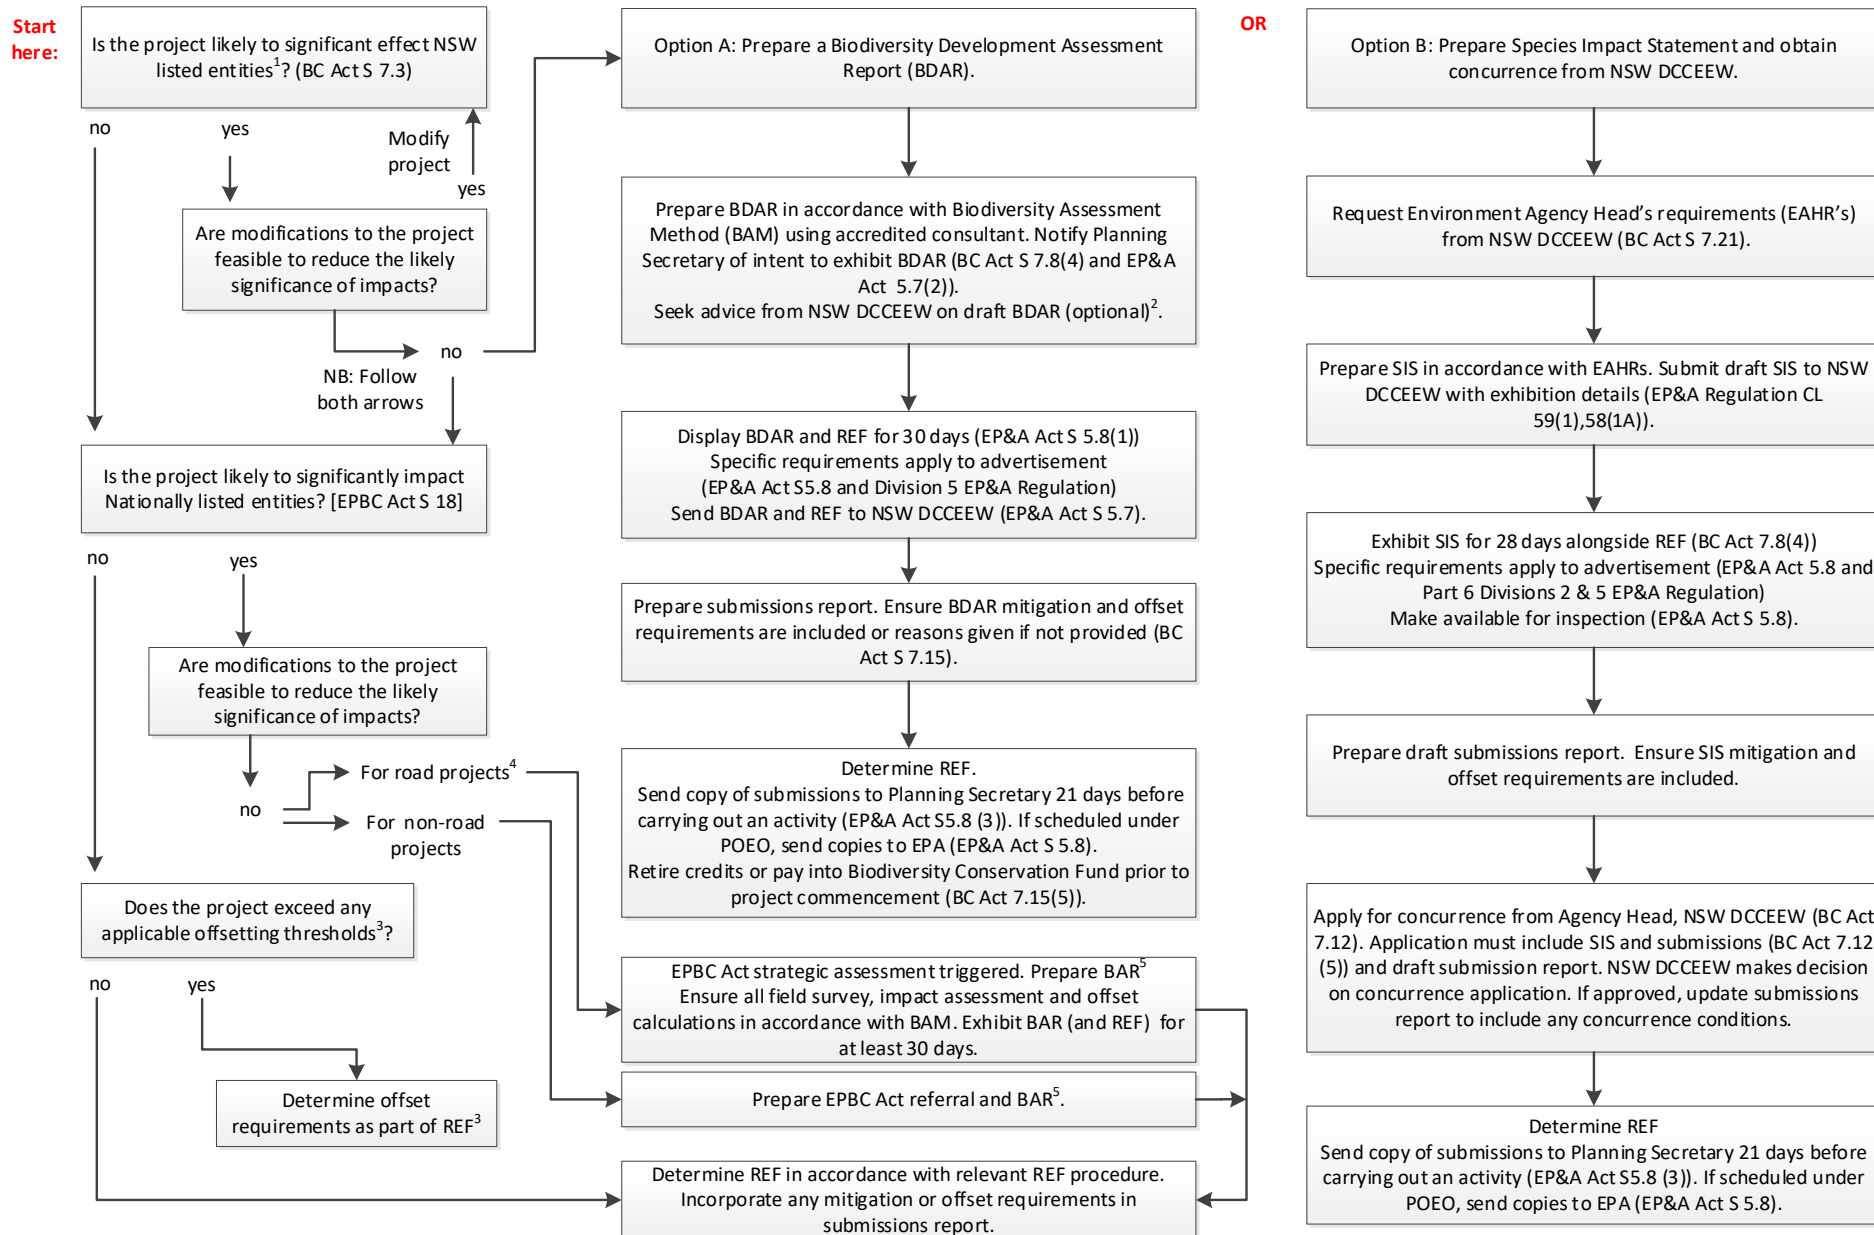 Start
here:
Is the project likely to significant effect NSW
listed entities¹? (BC Act S 7.3)
no
yes
Modify
project
yes
Are modifications to the project
feasible to reduce the likely
significance of impacts?
no
NB: Follow
both arrows
Is the project likely to significantly impact
Nationally listed entities? [EPBC Act S 18]
no
yes
Are modifications to the project
feasible to reduce the likely
significance of impacts?
no
For road projects⁴
For non-road
projects
Does the project exceed any
applicable offsetting thresholds³?
no
yes
Determine offset
requirements as part of REF³
Option A: Prepare a Biodiversity Development Assessment
Report (BDAR).
Prepare BDAR in accordance with Biodiversity Assessment
Method (BAM) using accredited consultant. Notify Planning
Secretary of intent to exhibit BDAR (BC Act S 7.8(4) and EP&A
Act 5.7(2)).
Seek advice from NSW DCCEEW on draft BDAR (optional)².
Display BDAR and REF for 30 days (EP&A Act S 5.8(1))
Specific requirements apply to advertisement
(EP&A Act S5.8 and Division 5 EP&A Regulation)
Send BDAR and REF to NSW DCCEEW (EP&A Act S 5.7).
Prepare submissions report. Ensure BDAR mitigation and offset
requirements are included or reasons given if not provided (BC
Act S 7.15).
Determine REF.
Send copy of submissions to Planning Secretary 21 days before
carrying out an activity (EP&A Act S5.8 (3)). If scheduled under
POEO, send copies to EPA (EP&A Act S 5.8).
Retire credits or pay into Biodiversity Conservation Fund prior to
project commencement (BC Act 7.15(5)).
EPBC Act strategic assessment triggered. Prepare BAR⁵
Ensure all field survey, impact assessment and offset
calculations in accordance with BAM. Exhibit BAR (and REF) for
at least 30 days.
Prepare EPBC Act referral and BAR⁵.
Determine REF in accordance with relevant REF procedure.
Incorporate any mitigation or offset requirements in
submissions report.
OR
Option B: Prepare Species Impact Statement and obtain
concurrence from NSW DCCEEW.
Request Environment Agency Head’s requirements (EAHR’s)
from NSW DCCEEW (BC Act S 7.21).
Prepare SIS in accordance with EAHRs. Submit draft SIS to NSW
DCCEEW with exhibition details (EP&A Regulation CL
59(1),58(1A)).
Exhibit SIS for 28 days alongside REF (BC Act 7.8(4))
Specific requirements apply to advertisement (EP&A Act 5.8 and
Part 6 Divisions 2 & 5 EP&A Regulation)
Make available for inspection (EP&A Act S 5.8).
Prepare draft submissions report. Ensure SIS mitigation and
offset requirements are included.
Apply for concurrence from Agency Head, NSW DCCEEW (BC Act
7.12). Application must include SIS and submissions (BC Act 7.12
(5)) and draft submission report. NSW DCCEEW makes decision
on concurrence application. If approved, update submissions
report to include any concurrence conditions.
Determine REF
Send copy of submissions to Planning Secretary 21 days before
carrying out an activity (EP&A Act S5.8 (3)). If scheduled under
POEO, send copies to EPA (EP&A Act S 5.8).